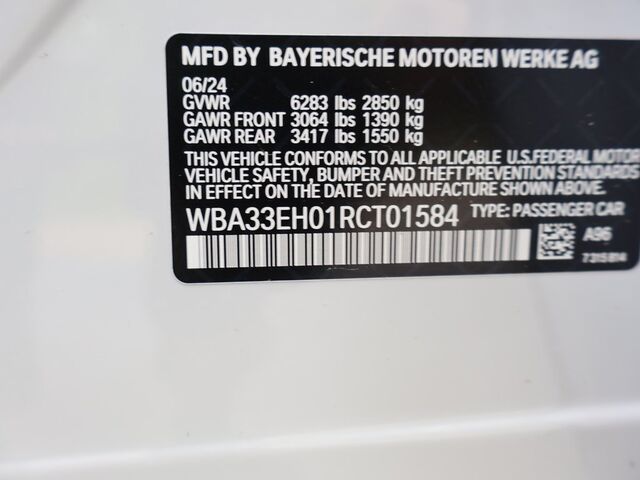 MFD BY BAYERISCHE MOTOREN WERKE AG
06/24
GVWR 6283 lbs 2850 kg
GAWR FRONT 3064 lbs 1390 kg
GAWR REAR 3417 lbs 1550 kg
THIS VEHICLE CONFORMS TO ALL APPLICABLE U.S.FEDERAL MOTOR
VEHICLE SAFETY, BUMPER AND THEFT PREVENTION STANDARDS
IN EFFECT ON THE DATE OF MANUFACTURE SHOWN ABOVE.
WBA33EH01RCT01584 TYPE: PASSENGER CAR
A96
7315814